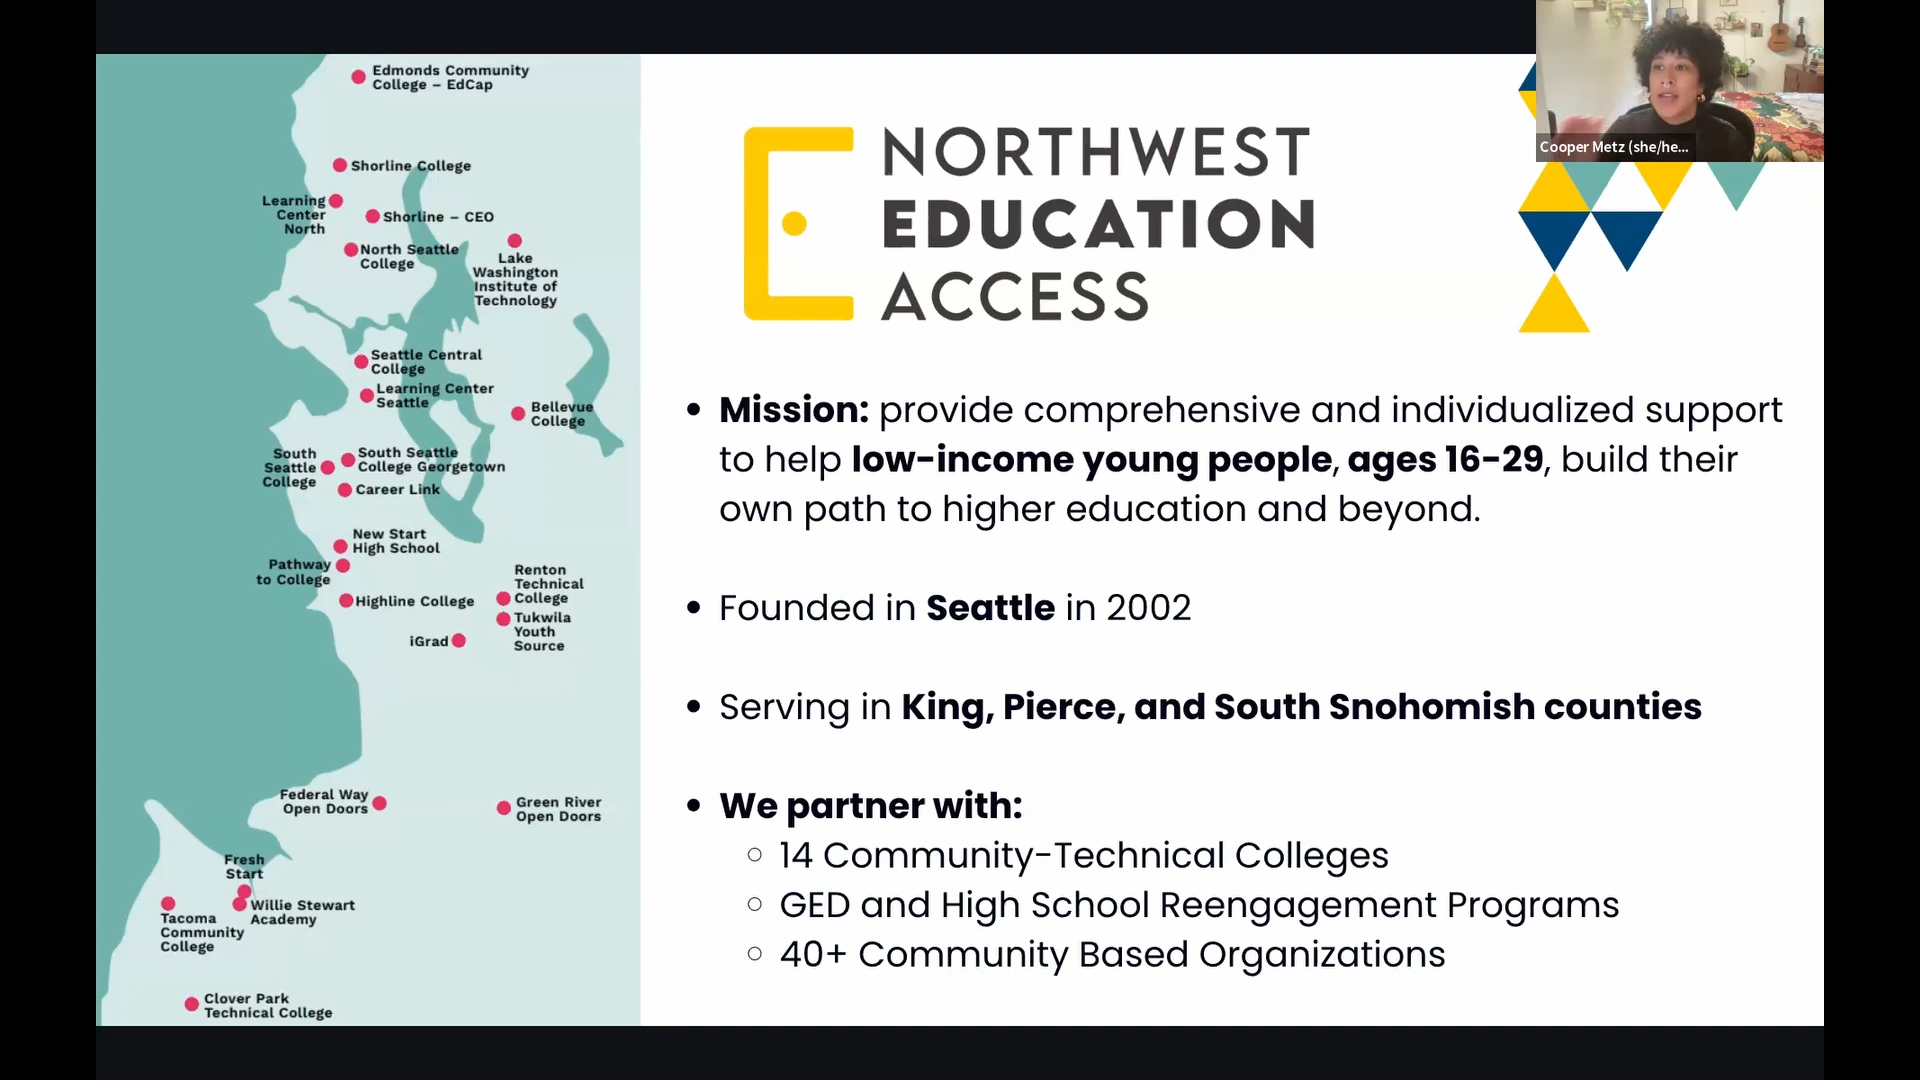 Edmonds Community
College – EdCap
Shorline College
Learning
Center
North
Shorline – CEO
North Seattle
College
Lake
Washington
Institute of
Technology
Seattle Central
College
Learning Center
Seattle
Bellevue
College
South
Seattle
College
South Seattle
College Georgetown
Career Link
New Start
High School
Pathway
to College
Highline College
Renton
Technical
College
Tukwila
Youth
Source
iGrad
Federal Way
Open Doors
Green River
Open Doors
Fresh
Start
Willie Stewart
Academy
Tacoma
Community
College
Clover Park
Technical College
NORTHWEST
EDUCATION
ACCESS
Cooper Metz (she/he...
• Mission: provide comprehensive and individualized support
to help low-income young people, ages 16-29, build their
own path to higher education and beyond.
• Founded in Seattle in 2002
• Serving in King, Pierce, and South Snohomish counties
• We partner with:
○ 14 Community-Technical Colleges
○ GED and High School Reengagement Programs
○ 40+ Community Based Organizations